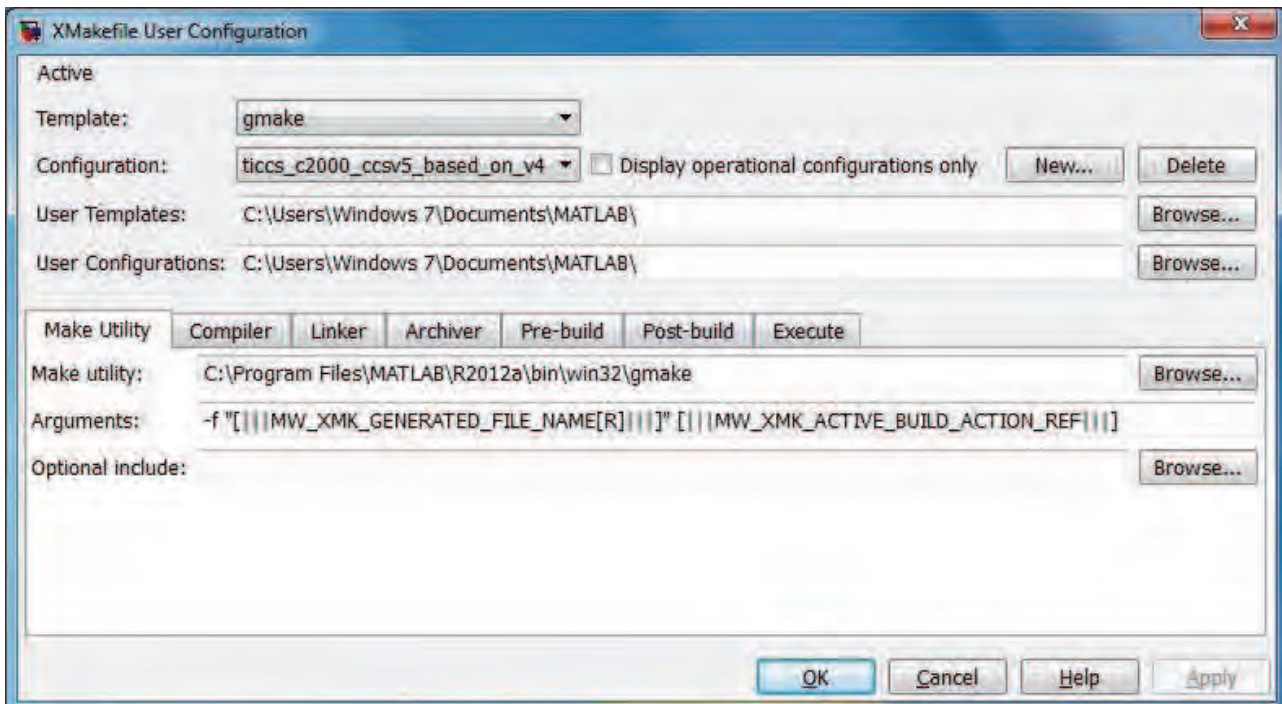 XMakefile User Configuration
Active
Template: gmake
Configuration: ticcs_c2000_ccsv5_based_on_v4 Display operational configurations only New... Delete
User Templates: C:\Users\Windows 7\Documents\MATLAB\ Browse...
User Configurations: C:\Users\Windows 7\Documents\MATLAB\ Browse...
Make Utility Compiler Linker Archiver Pre-build Post-build Execute
Make utility: C:\Program Files\MATLAB\R2012a\bin\win32\gmake Browse...
Arguments: -f "[|||MW_XMK_GENERATED_FILE_NAME[R]|||]" [|||MW_XMK_ACTIVE_BUILD_ACTION_REF|||]
Optional include: Browse...
OK Cancel Help Apply